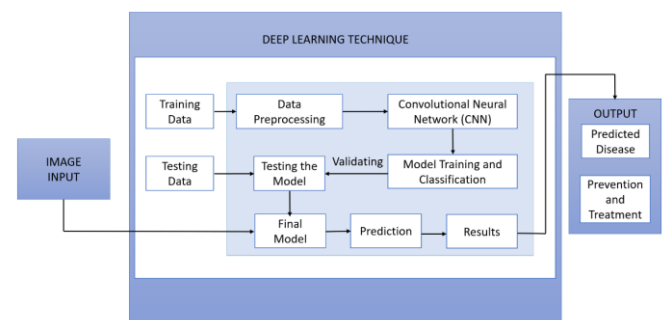 DEEP LEARNING TECHNIQUE
Training
Data
Data
Preprocessing
Convolutional Neural
Network (CNN)
OUTPUT
Predicted
Disease
IMAGE
INPUT
Testing
Data
Testing the
Model
Validating
Model Training and
Classification
Prevention
and
Treatment
Final
Model
Prediction
Results